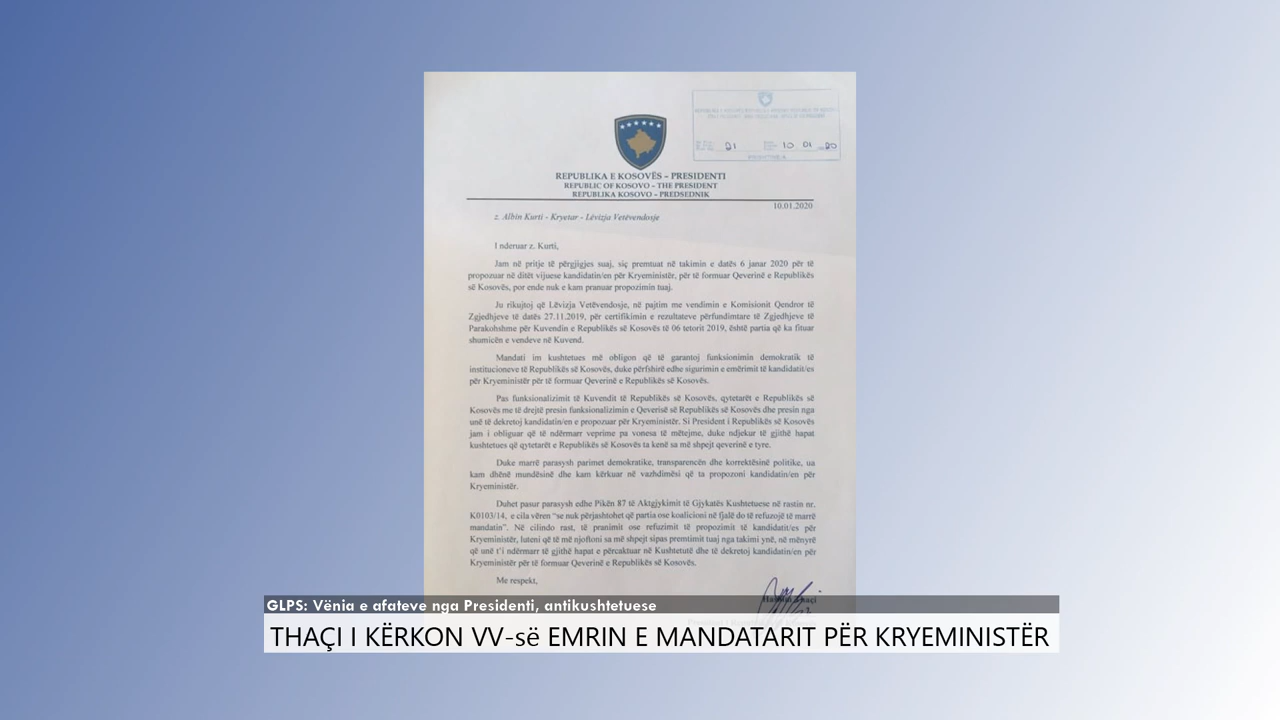 01 10 01 20
REPUBLIKA E KOSOVËS – PRESIDENTI
REPUBLIC OF KOSOVO – THE PRESIDENT
REPUBLIKA KOSOVO – PREDSEDNIK
10.01.2020
z. Albin Kurti - Kryetar - Lëvizja Vetëvendosje
I nderuar z. Kurti,
Jam në pritje të përgjigjes suaj, siç premtuat në takimin e datës 6 janar 2020 për të
propozuar në ditët vijuese kandidatin/en për Kryeministër, për të formuar Qeverinë e Republikës
së Kosovës, por ende nuk e kam pranuar propozimin tuaj.
Ju rikujtoj që Lëvizja Vetëvendosje, në pajtim me vendimin e Komisionit Qendror të
Zgjedhjeve të datës 27.11.2019, për certifikimin e rezultateve përfundimtare të Zgjedhjeve të
Parakohshme për Kuvendin e Republikës së Kosovës të 06 tetorit 2019, është partia që ka fituar
shumicën e vendeve në Kuvend.
Mandati im kushtetues më obligon që të garantoj funksionimin demokratik të
institucioneve të Republikës së Kosovës, duke përfshirë edhe sigurimin e emërimit të kandidatit/es
për Kryeministër për të formuar Qeverinë e Republikës së Kosovës.
Pas funksionalizimit të Kuvendit të Republikës së Kosovës, qytetarët e Republikës së
Kosovës me të drejtë presin funksionalizimin e Qeverisë së Republikës së Kosovës dhe presin nga
unë të dekretoj kandidatin/en e propozuar për Kryeministër. Si President i Republikës së Kosovës
jam i obliguar që të ndërmarr veprime pa vonesa të mëtejme, duke ndjekur të gjithë hapat
kushtetues që qytetarët e Republikës së Kosovës ta kenë sa më shpejt qeverinë e tyre.
Duke marrë parasysh parimet demokratike, transparencën dhe korrektësinë politike, ua
kam dhënë mundësinë dhe kam kërkuar në vazhdimësi që ta propozoni kandidatin/en për
Kryeministër.
Duhet pasur parasysh edhe Pikën 87 të Aktgjykimit të Gjykatës Kushtetuese në rastin nr.
K0103/14, e cila vëren “se nuk përjashtohet që partia ose koalicioni në fjalë do të refuzojë të marrë
mandatin”. Në cilindo rast, të pranimit ose refuzimit të propozimit të kandidatit/es për
Kryeministër, luteni që të më njoftoni sa më shpejt sipas premtimit tuaj nga takimi ynë, në mënyrë
që unë t’i ndërmarr të gjithë hapat e përcaktuar në Kushtetutë dhe të dekretoj kandidatin/en për
Kryeministër për të formuar Qeverinë e Republikës së Kosovës.
Me respekt,
GLPS: Vënia e afateve nga Presidenti, antikushtetuese
THAÇI I KËRKON VV-së EMRIN E MANDATARIT PËR KRYEMINISTËR